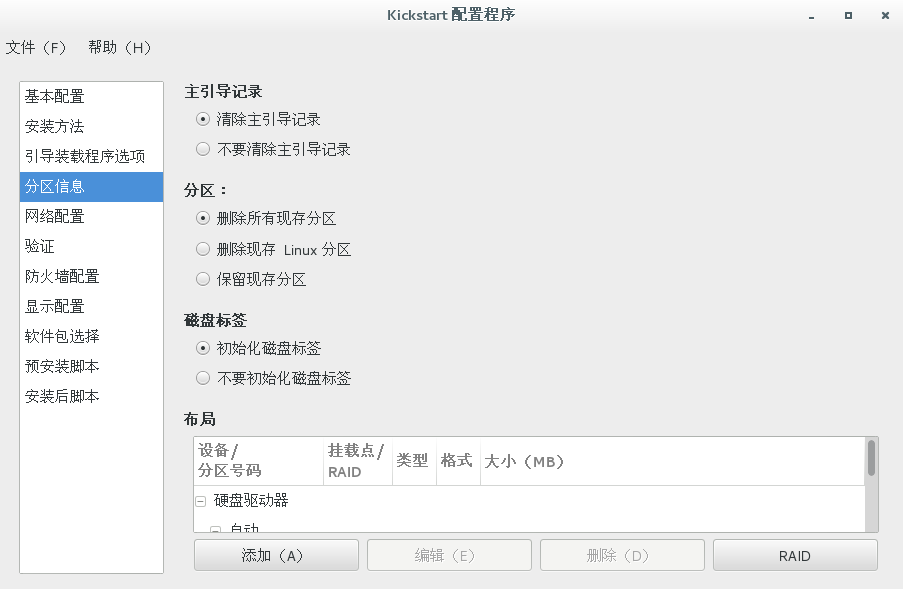 Kickstart 配置程序
文件（F） 帮助（H）
基本配置
安装方法
引导装载程序选项
分区信息
网络配置
验证
防火墙配置
显示配置
软件包选择
预安装脚本
安装后脚本
主引导记录
清除主引导记录
不要清除主引导记录
分区：
删除所有现存分区
删除现存 Linux 分区
保留现存分区
磁盘标签
初始化磁盘标签
不要初始化磁盘标签
布局
设备/
分区号码
挂载点/
RAID
类型
格式
大小（MB）
硬盘驱动器
自动
添加（A） 编辑（E） 删除（D） RAID